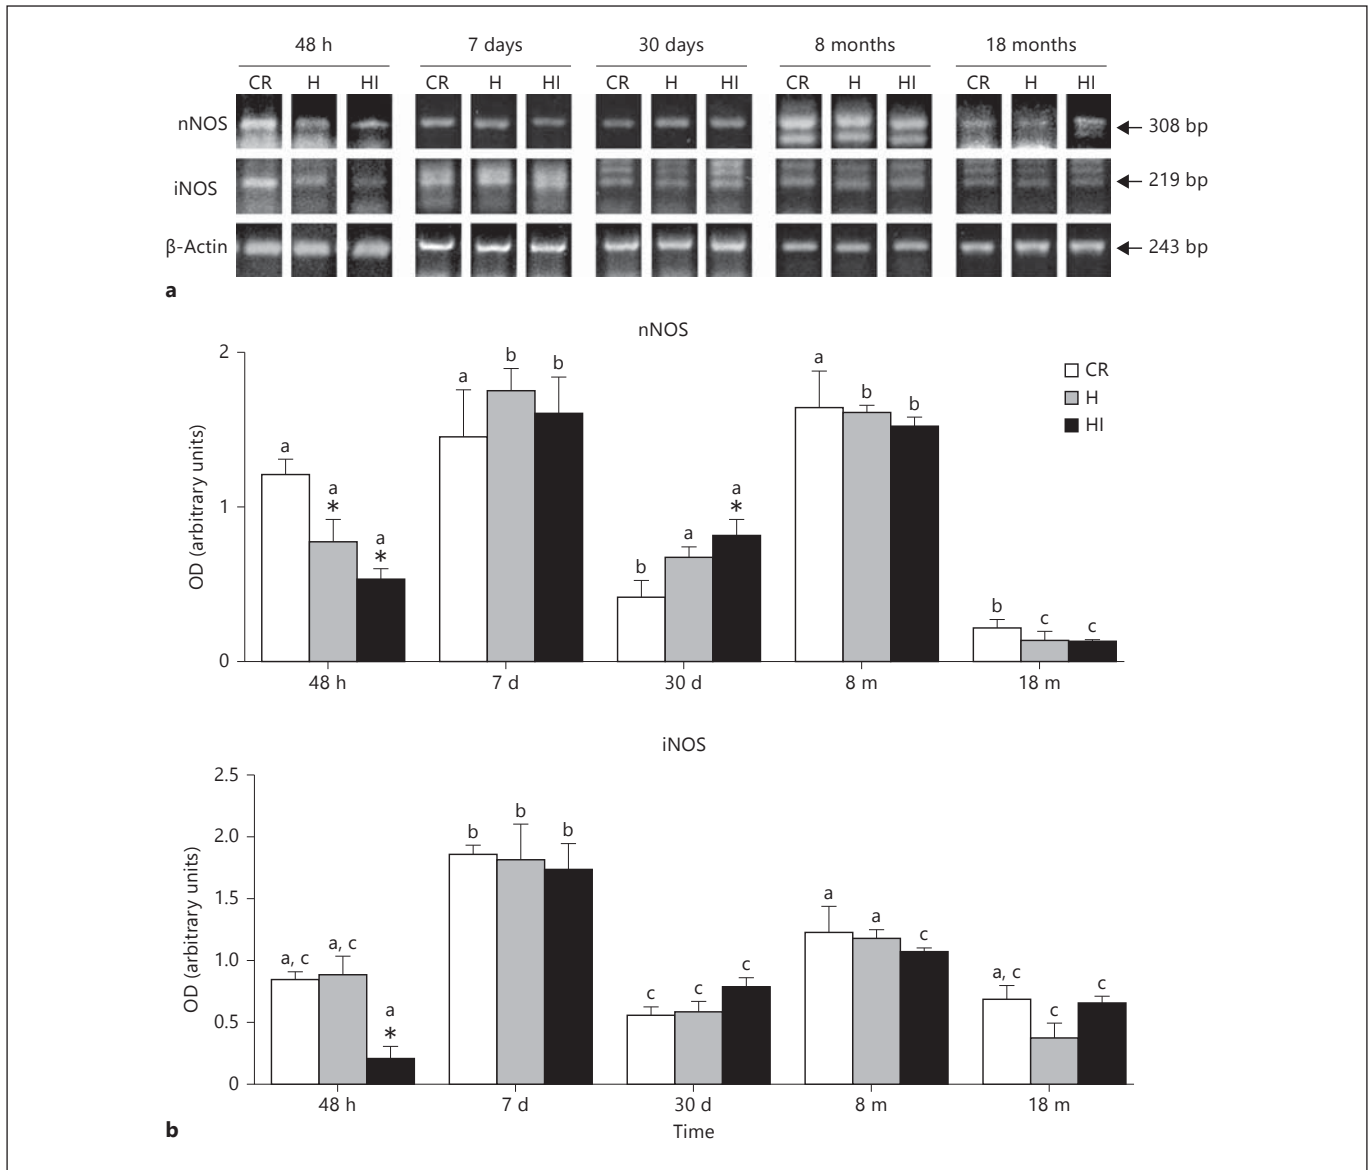 48 h 7 days 30 days 8 months 18 months
CR H HI CR H HI CR H HI CR H HI CR H HI
nNOS 308 bp
iNOS 219 bp
β-Actin 243 bp
a
nNOS
2
1
0
OD (arbitrary units)
a a * a *
a b b
b a a *
a b b
b c c
CR
H
HI
48 h 7 d 30 d 8 m 18 m
iNOS
2.5
2.0
1.5
1.0
0.5
0
OD (arbitrary units)
a, c a, c a *
b b b
c c c
a a c
a, c c c
48 h 7 d 30 d 8 m 18 m
b
Time